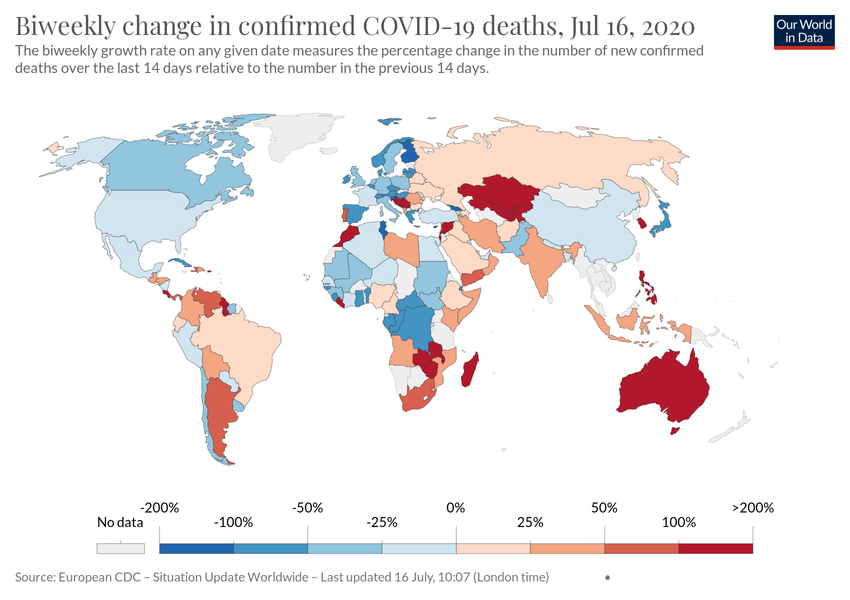 Biweekly change in confirmed COVID-19 deaths, Jul 16, 2020
Our World
in Data
The biweekly growth rate on any given date measures the percentage change in the number of new confirmed
deaths over the last 14 days relative to the number in the previous 14 days.
-200% -50% 0% 50% >200%
No data -100% -25% 25% 100%
Source: European CDC – Situation Update Worldwide – Last updated 16 July, 10:07 (London time)